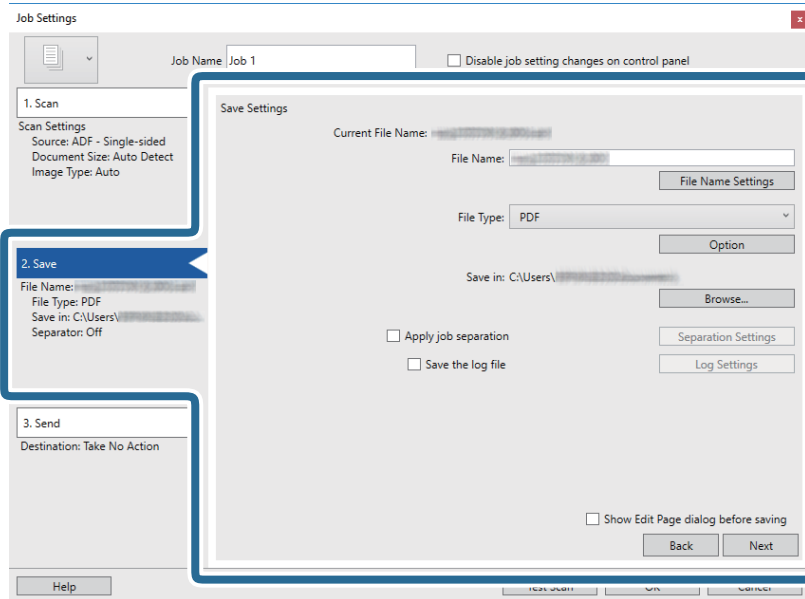 Job Settings
Job Name Job 1
Disable job setting changes on control panel
1. Scan
Scan Settings
Source: ADF - Single-sided
Document Size: Auto Detect
Image Type: Auto
2. Save
File Name:
File Type: PDF
Save in: C:\Users\
Separator: Off
3. Send
Destination: Take No Action
Save Settings
Current File Name:
File Name:
File Name Settings
File Type: PDF
Option
Save in: C:\Users\
Browse...
Apply job separation
Separation Settings
Save the log file
Log Settings
Show Edit Page dialog before saving
Back
Next
Help
Test Scan
OK
Cancel